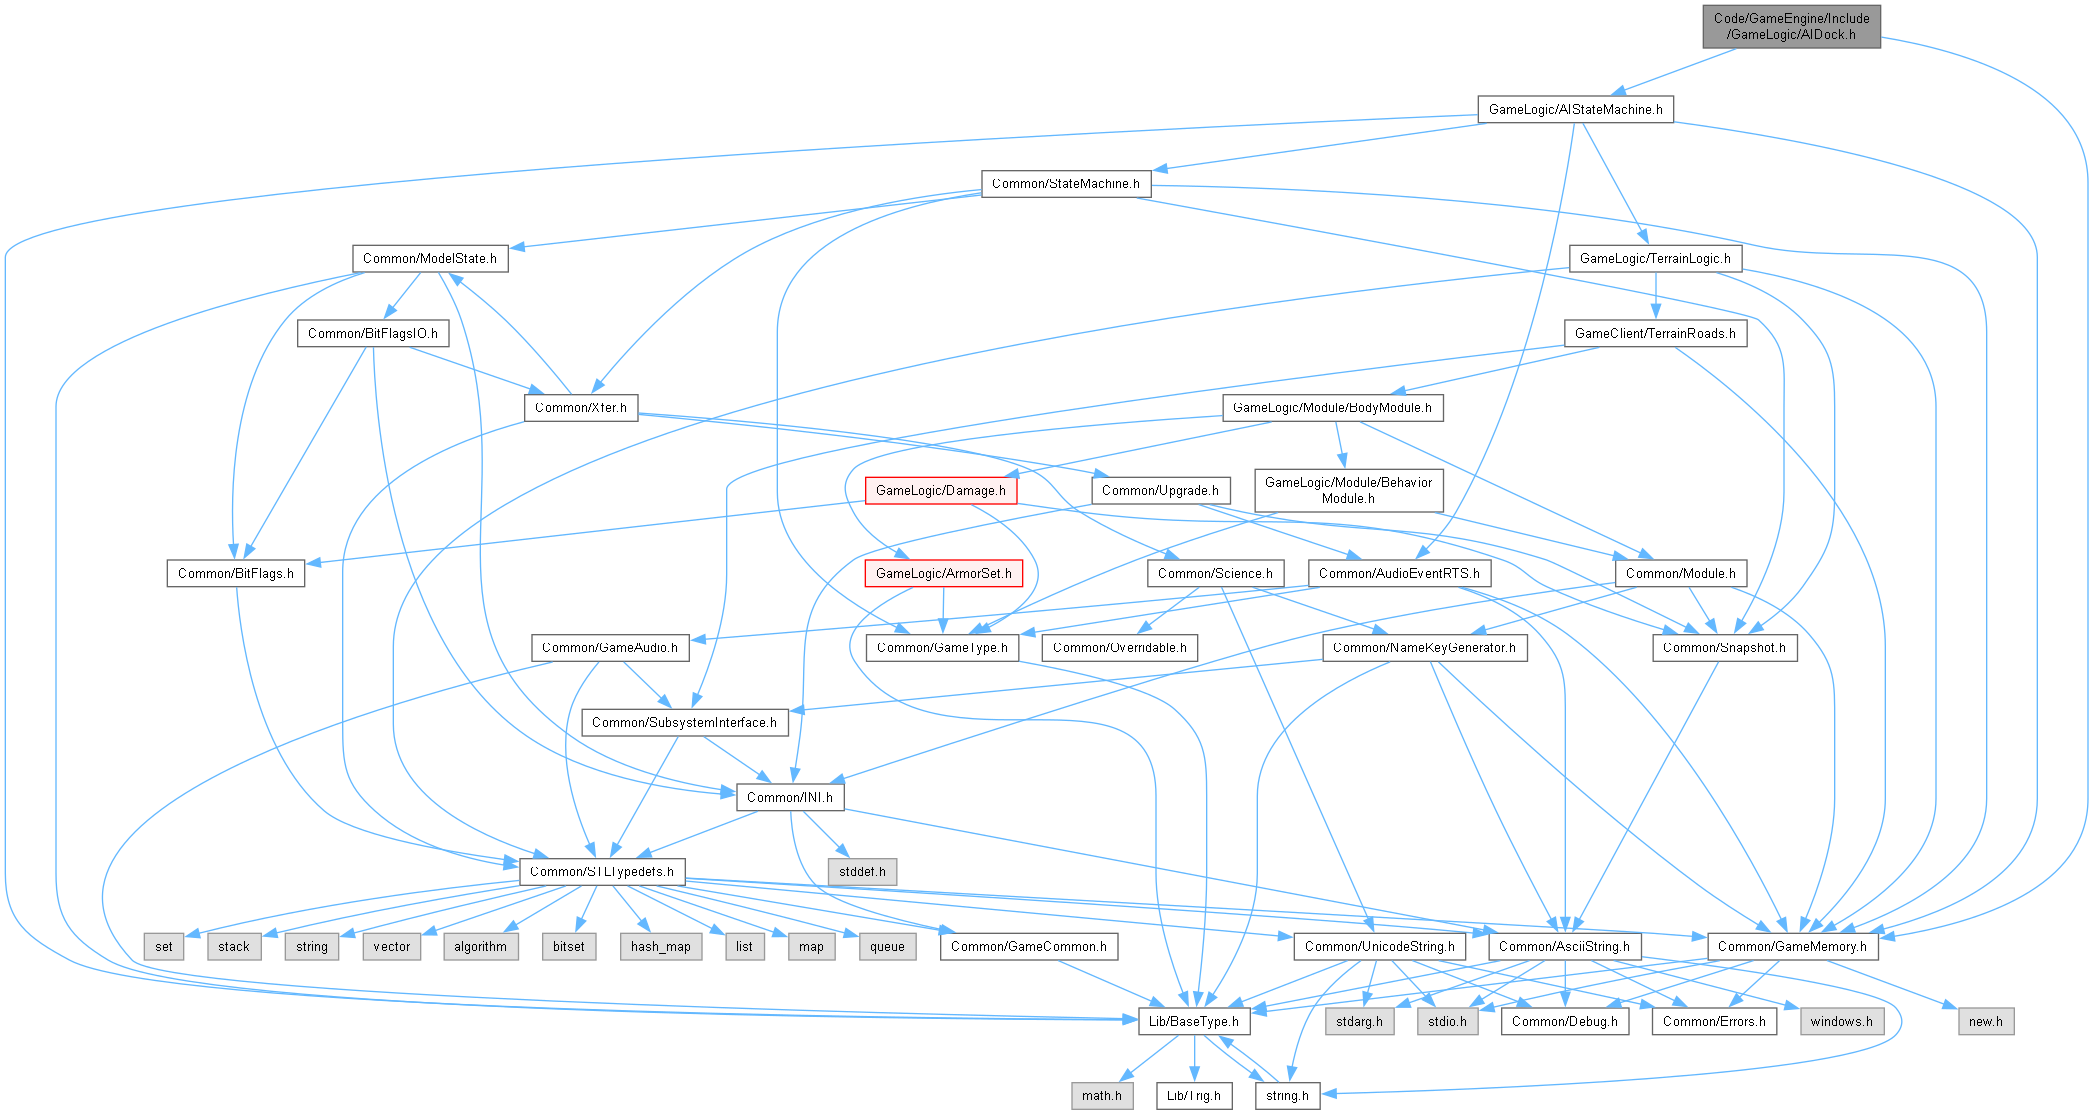 Code/GameEngine/Include
/GameLogic/AIDock.h
GameLogic/AIStateMachine.h
Common/StateMachine.h
Common/ModelState.h
GameLogic/TerrainLogic.h
Common/BitFlagsIO.h
GameClient/TerrainRoads.h
Common/Xfer.h
GameLogic/Module/BodyModule.h
GameLogic/Damage.h
Common/Upgrade.h
GameLogic/Module/Behavior
Module.h
Common/BitFlags.h
GameLogic/ArmorSet.h
Common/Science.h
Common/AudioEventRTS.h
Common/Module.h
Common/GameAudio.h
Common/GameType.h
Common/Overridable.h
Common/NameKeyGenerator.h
Common/Snapshot.h
Common/SubsystemInterface.h
Common/INI.h
Common/STLTypedefs.h
stddef.h
set
stack
string
vector
algorithm
bitset
hash_map
list
map
queue
Common/GameCommon.h
Common/UnicodeString.h
Common/AsciiString.h
Common/GameMemory.h
Lib/BaseType.h
stdarg.h
stdio.h
Common/Debug.h
Common/Errors.h
windows.h
new.h
math.h
Lib/Trig.h
string.h